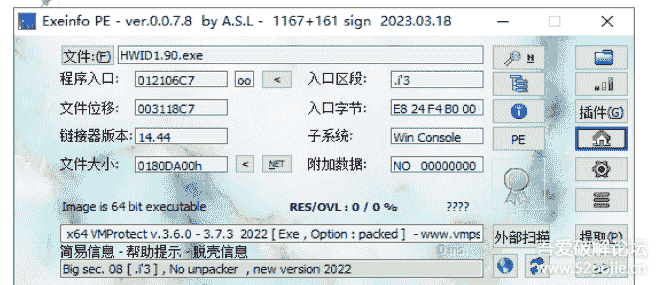 Exeinfo PE - ver.0.0.7.8 by A.S.L - 1167+161 sign 2023.03.18
文件:(F) HWID1.90.exe H
程序入口: 012106C7 oo < 入口区段: .i'3
文件位移: 003118C7 入口字节: E8 24 F4 B0 00 插件(G)
链接器版本: 14.44 子系统: Win Console PE
文件大小: 0180DA00h < NET 附加数据: NO 00000000
Image is 64 bit executable RES/OVL : 0 / 0 % ????
x64 VMProtect v.3.6.0 - 3.7.3 2022 [ Exe , Option : packed ] - www.vmps 外部扫描 提取(P)
简易信息 - 帮助提示 - 脱壳信息 0ms
Big sec. 08 [ .i'3 ] , No unpacker , new version 2022
吾爱破解论坛
www.52pojie.cn